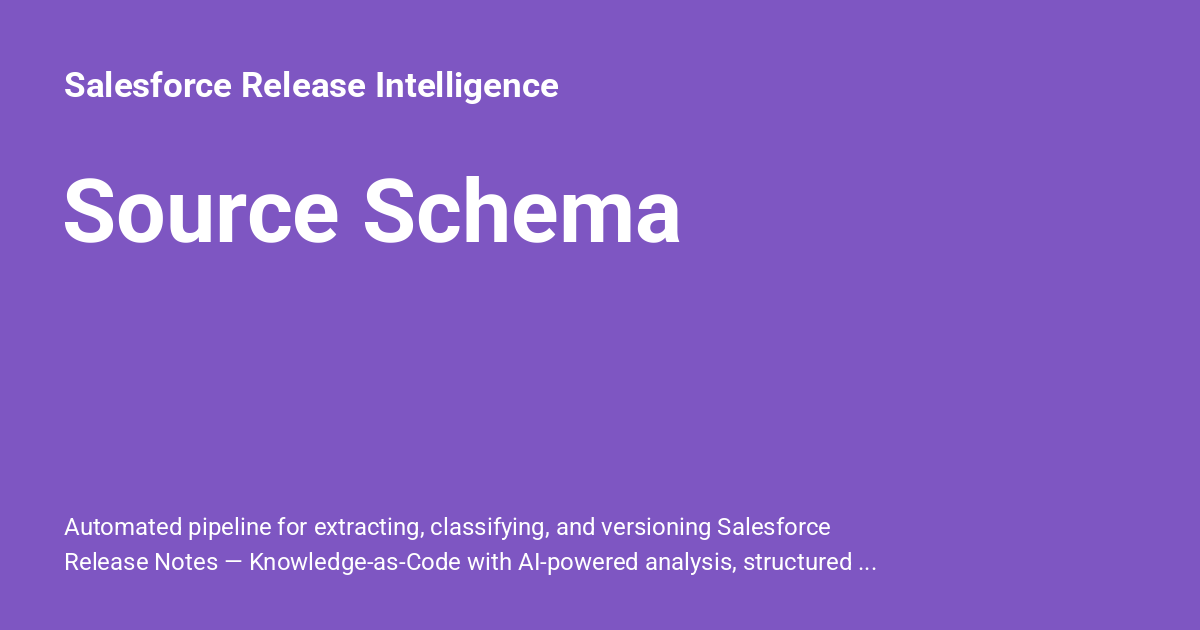 Salesforce Release Intelligence
Source Schema
Automated pipeline for extracting, classifying, and versioning Salesforce
Release Notes — Knowledge-as-Code with AI-powered analysis, structured ...